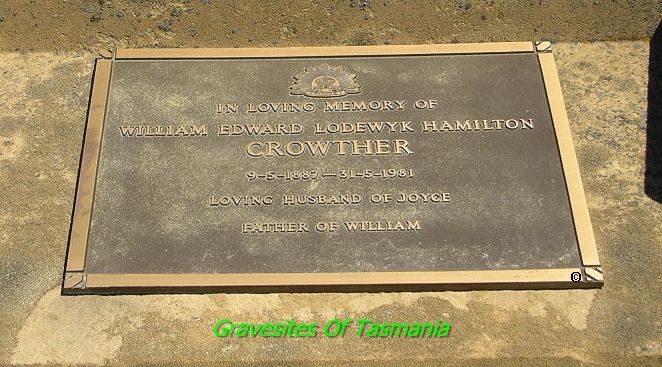 IN LOVING MEMORY OF
WILLIAM EDWARD LODEWYK HAMILTON
CROWTHER
9-5-1887—31-5-1981
LOVING HUSBAND OF JOYCE
FATHER OF WILLIAM
©
Gravesites Of Tasmania